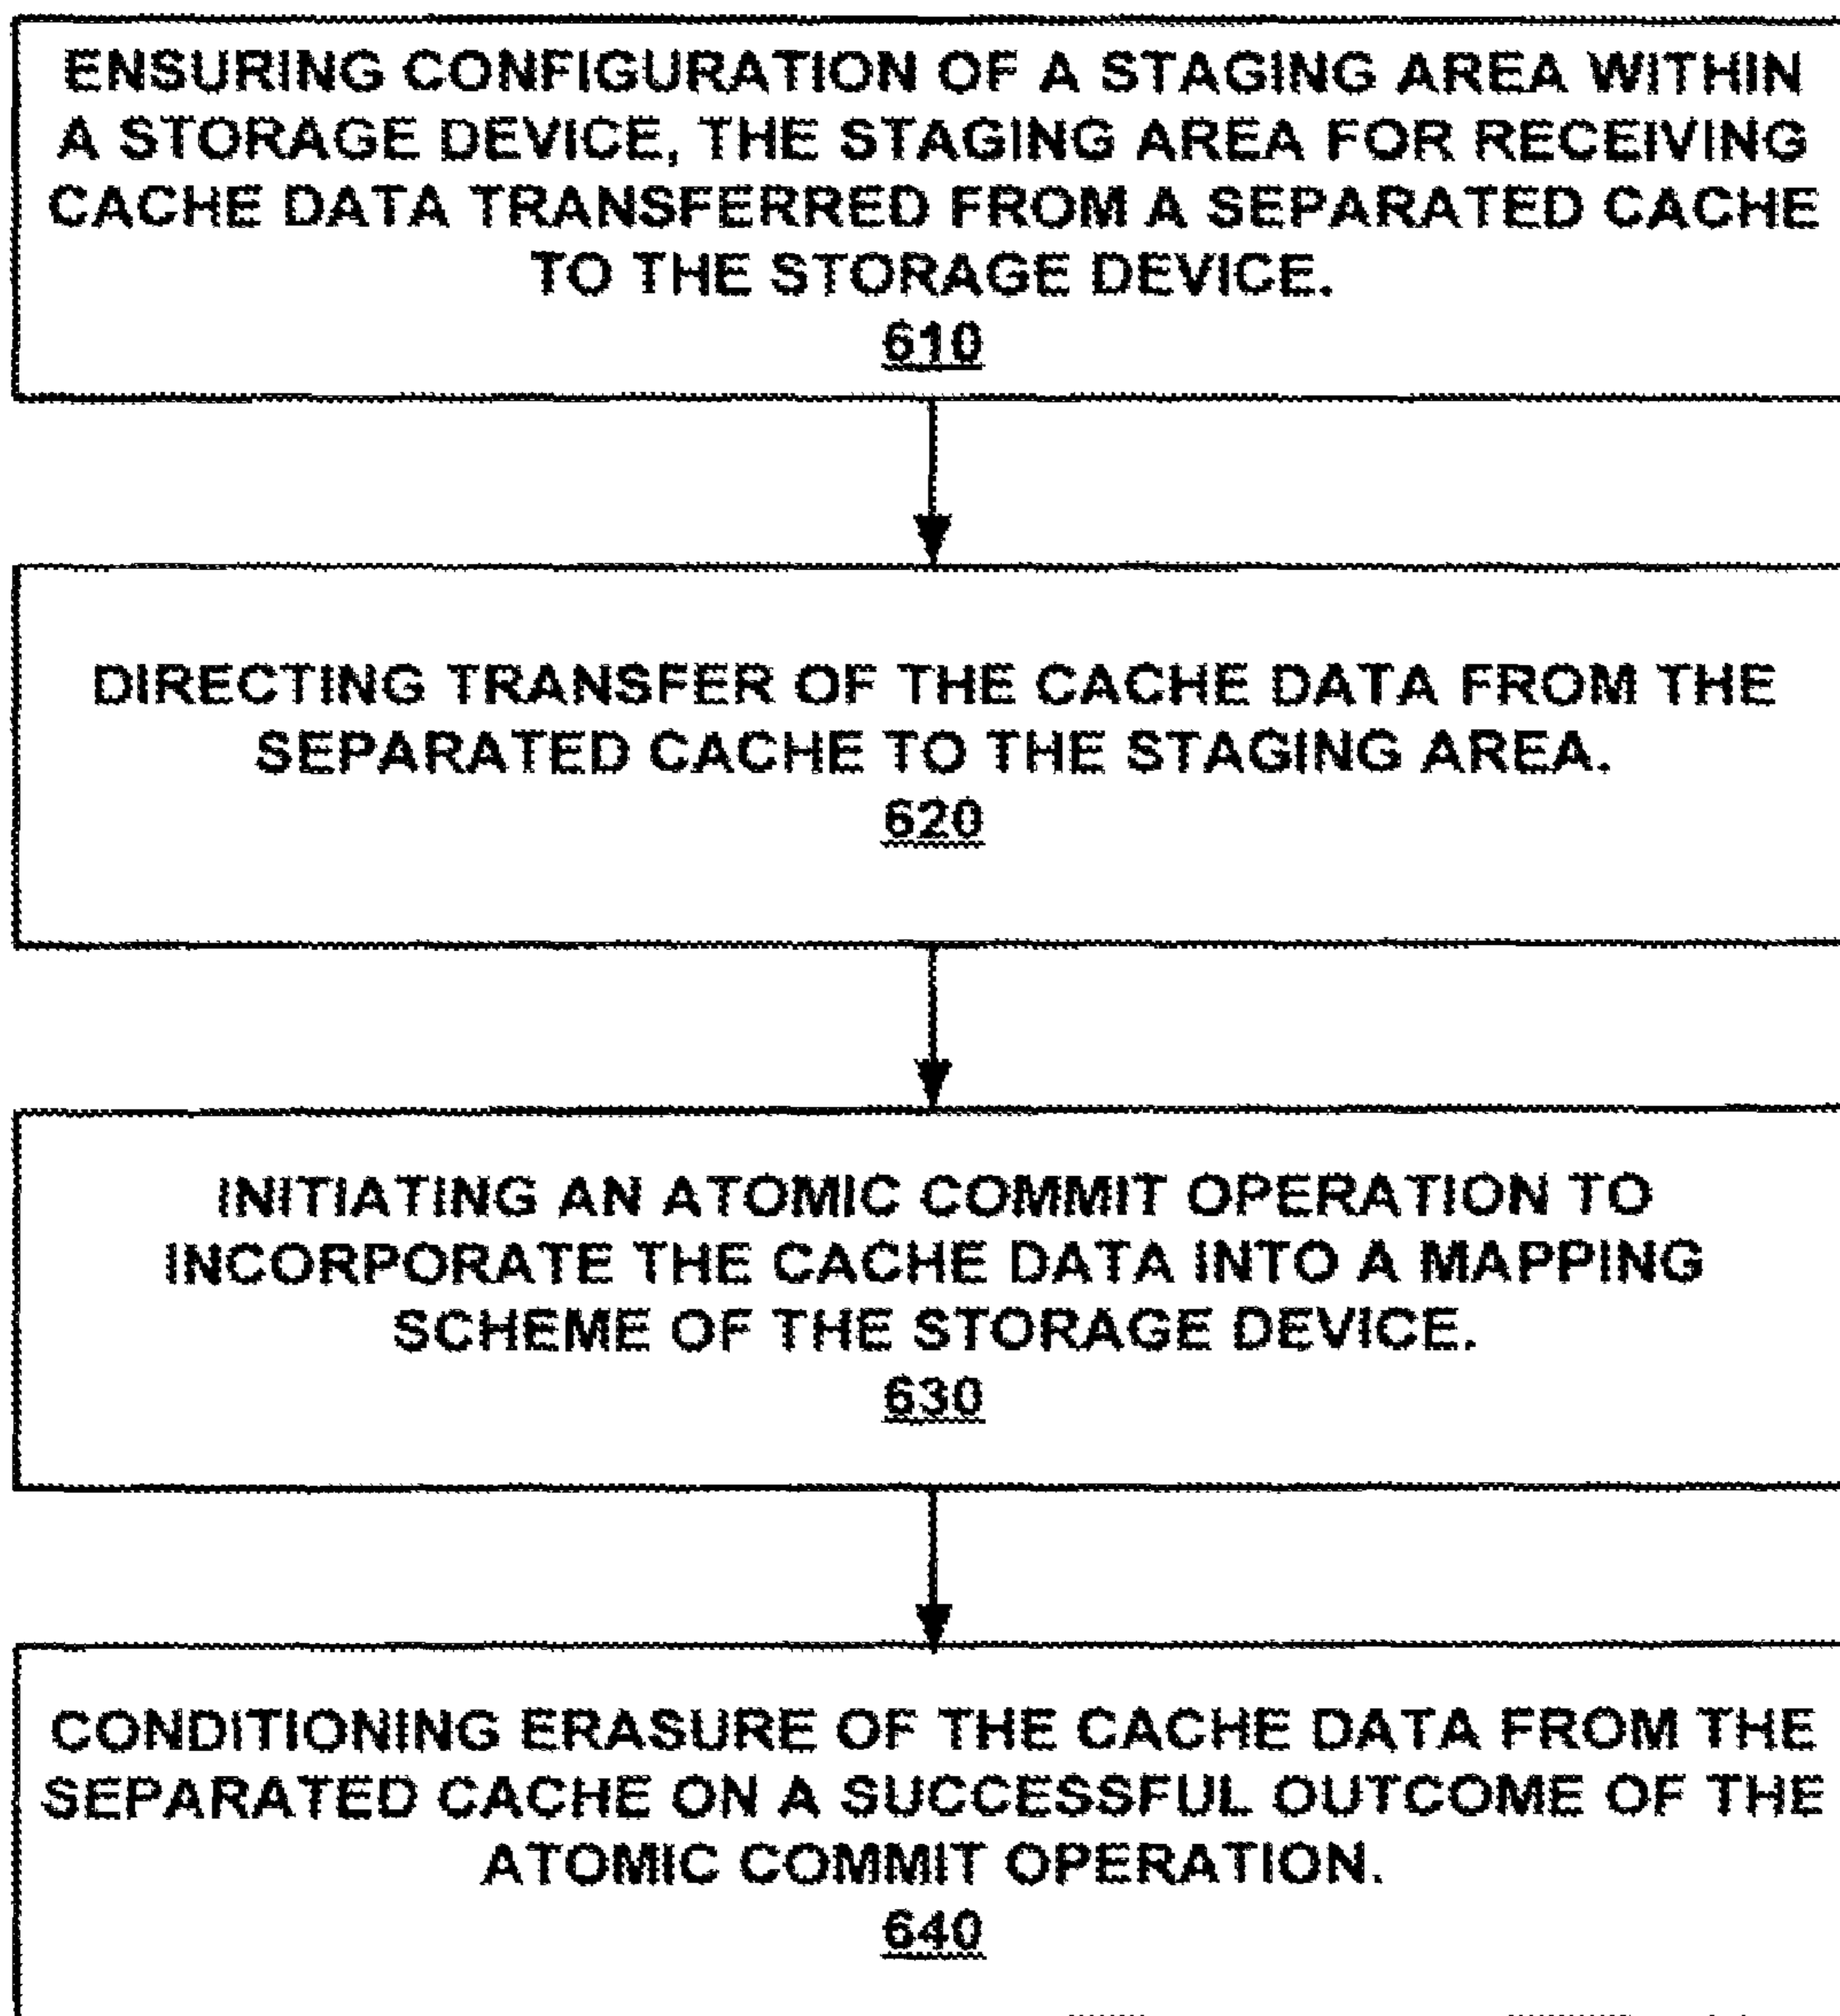 ENSURING CONFIGURATION OF A STAGING AREA WITHIN
A STORAGE DEVICE, THE STAGING AREA FOR RECEIVING
CACHE DATA TRANSFERRED FROM A SEPARATED CACHE
TO THE STORAGE DEVICE.
610
DIRECTING TRANSFER OF THE CACHE DATA FROM THE
SEPARATED CACHE TO THE STAGING AREA.
620
INITIATING AN ATOMIC COMMIT OPERATION TO
INCORPORATE THE CACHE DATA INTO A MAPPING
SCHEME OF THE STORAGE DEVICE.
630
CONDITIONING ERASURE OF THE CACHE DATA FROM THE
SEPARATED CACHE ON A SUCCESSFUL OUTCOME OF THE
ATOMIC COMMIT OPERATION.
640